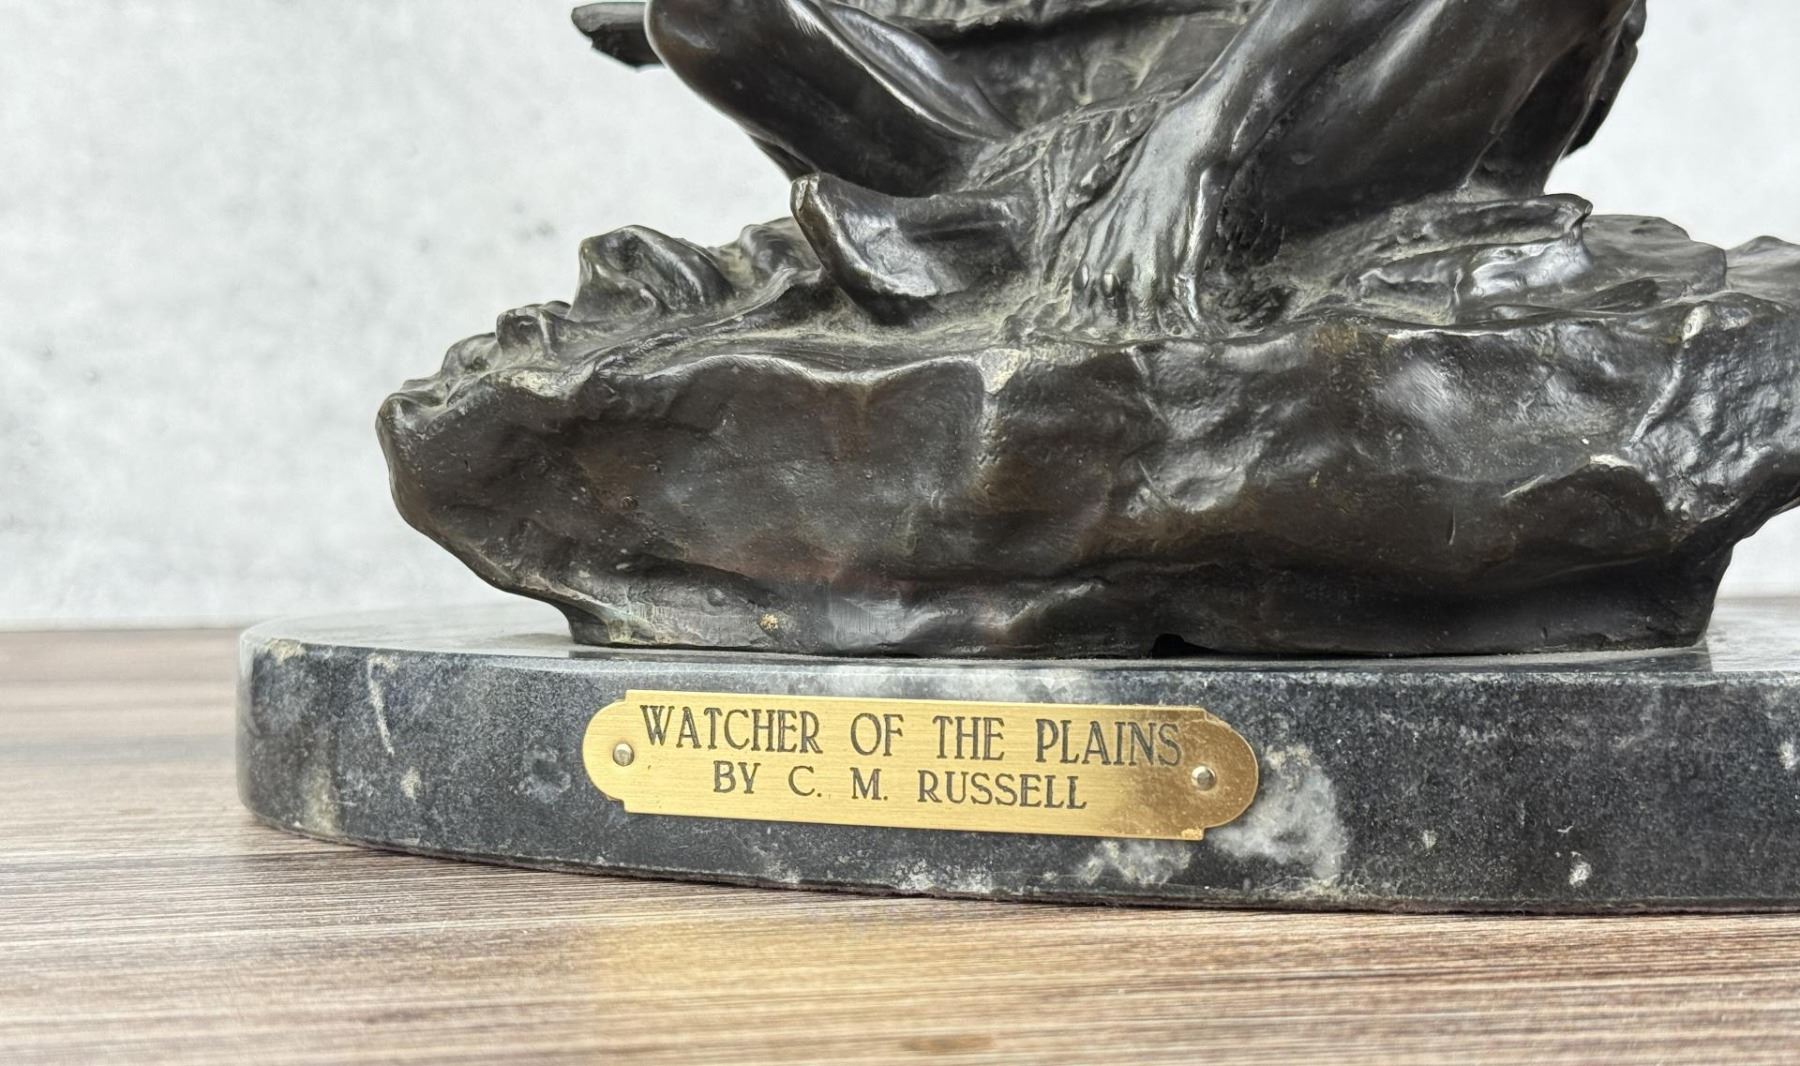 WATCHER OF THE PLAINS
BY C. M. RUSSELL